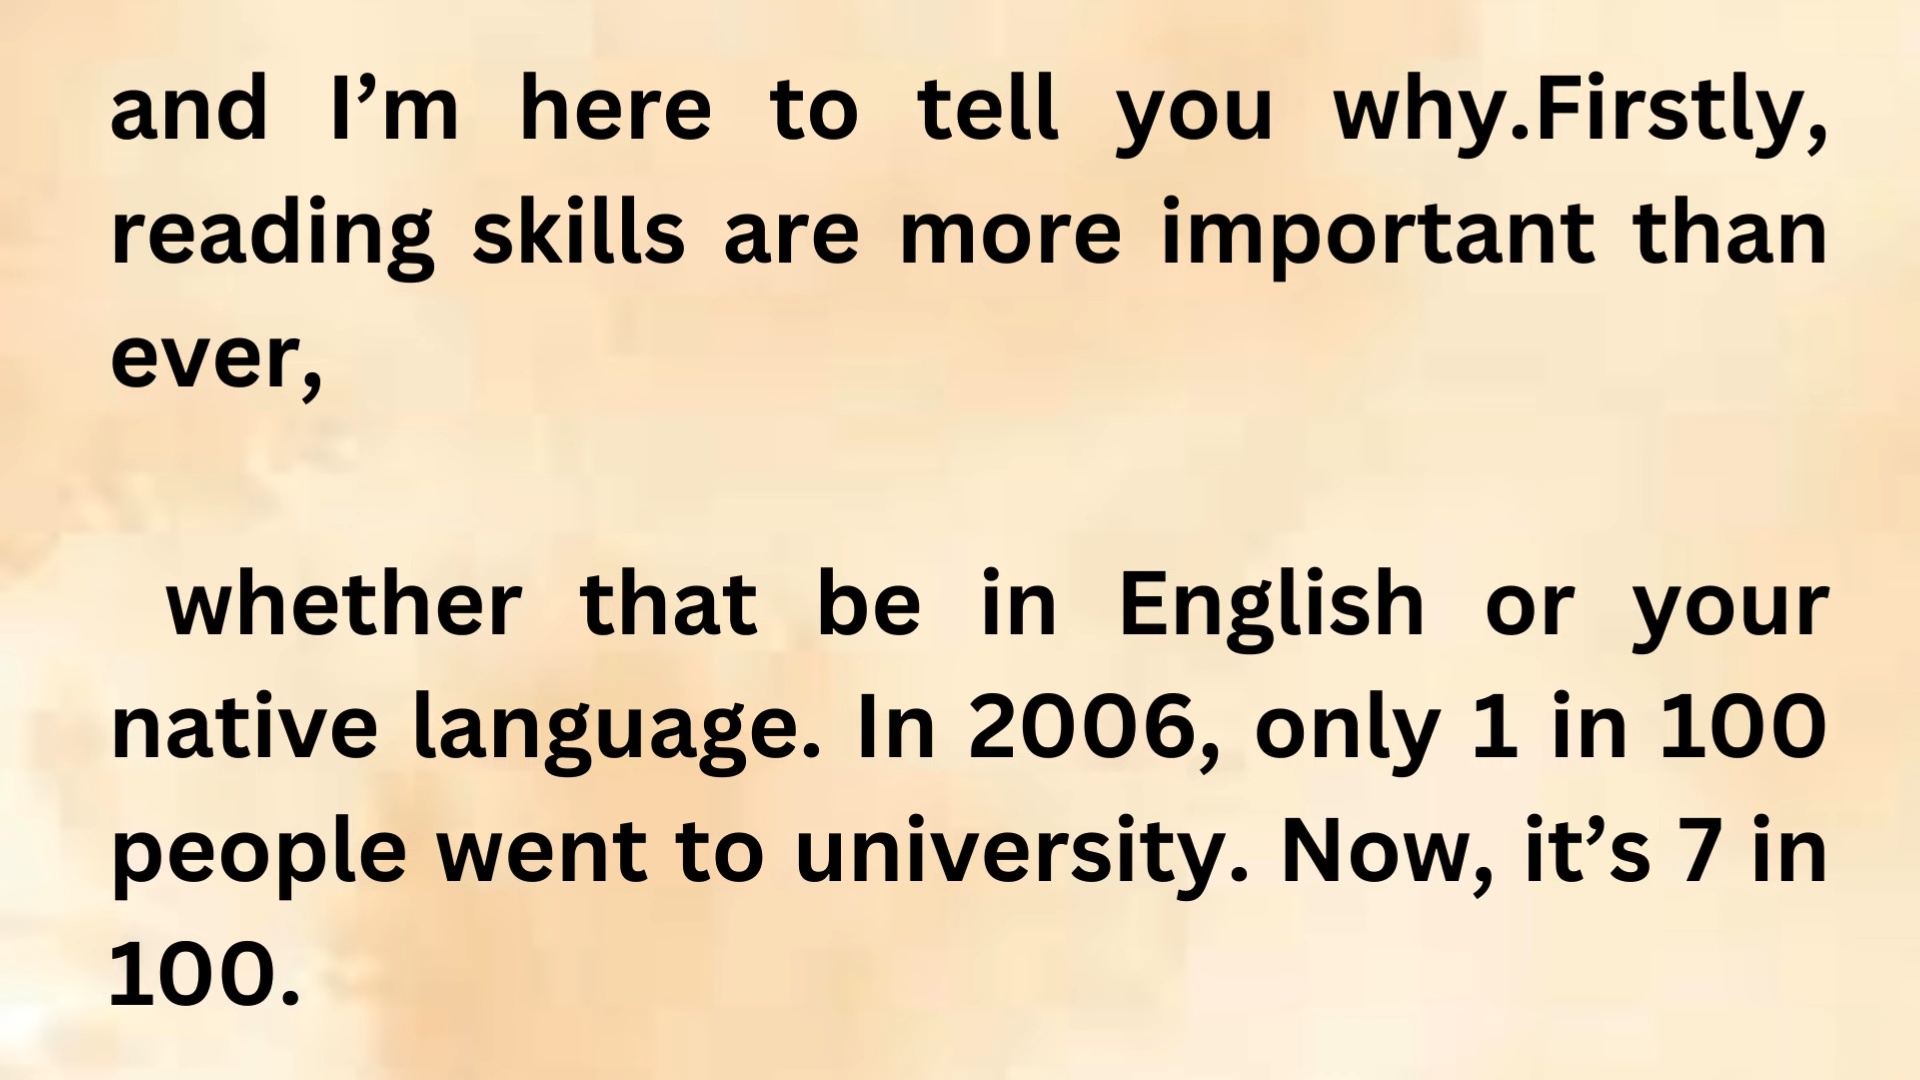 and I’m here to tell you why.Firstly,
reading skills are more important than
ever,
whether that be in English or your
native language. In 2006, only 1 in 100
people went to university. Now, it’s 7 in
100.